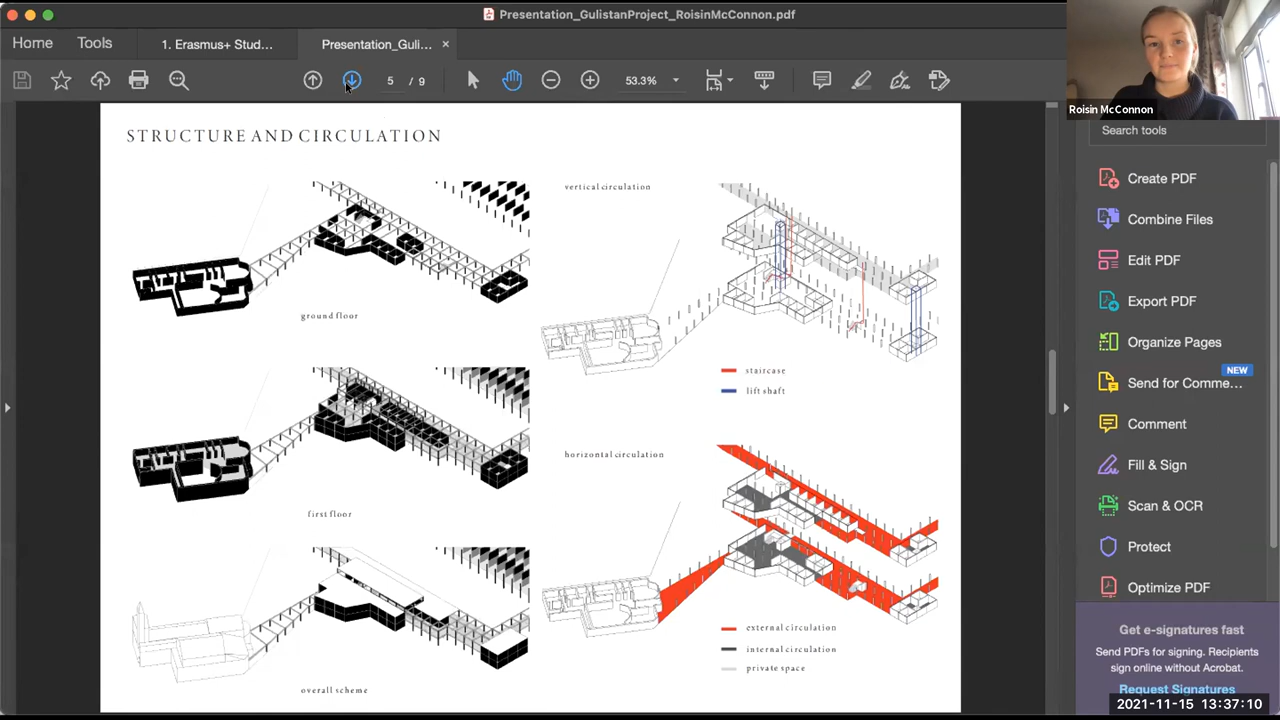 Presentation_GulistanProject_RoisinMcConnon.pdf
Home
Tools
1. Erasmus+ Stud...
Presentation_Guli...
5 / 9
53.3%
Roisin McConnon
Search tools
Create PDF
Combine Files
Edit PDF
Export PDF
Organize Pages
NEW
Send for Comme...
Comment
Fill & Sign
Scan & OCR
Protect
Optimize PDF
Get e-signatures fast
Send PDFs for signing. Recipients
sign online without Acrobat.
Request Signatures
2021-11-15 13:37:10
STRUCTURE AND CIRCULATION
ground floor
first floor
overall scheme
vertical circulation
staircase
lift shaft
horizontal circulation
external circulation
internal circulation
private space